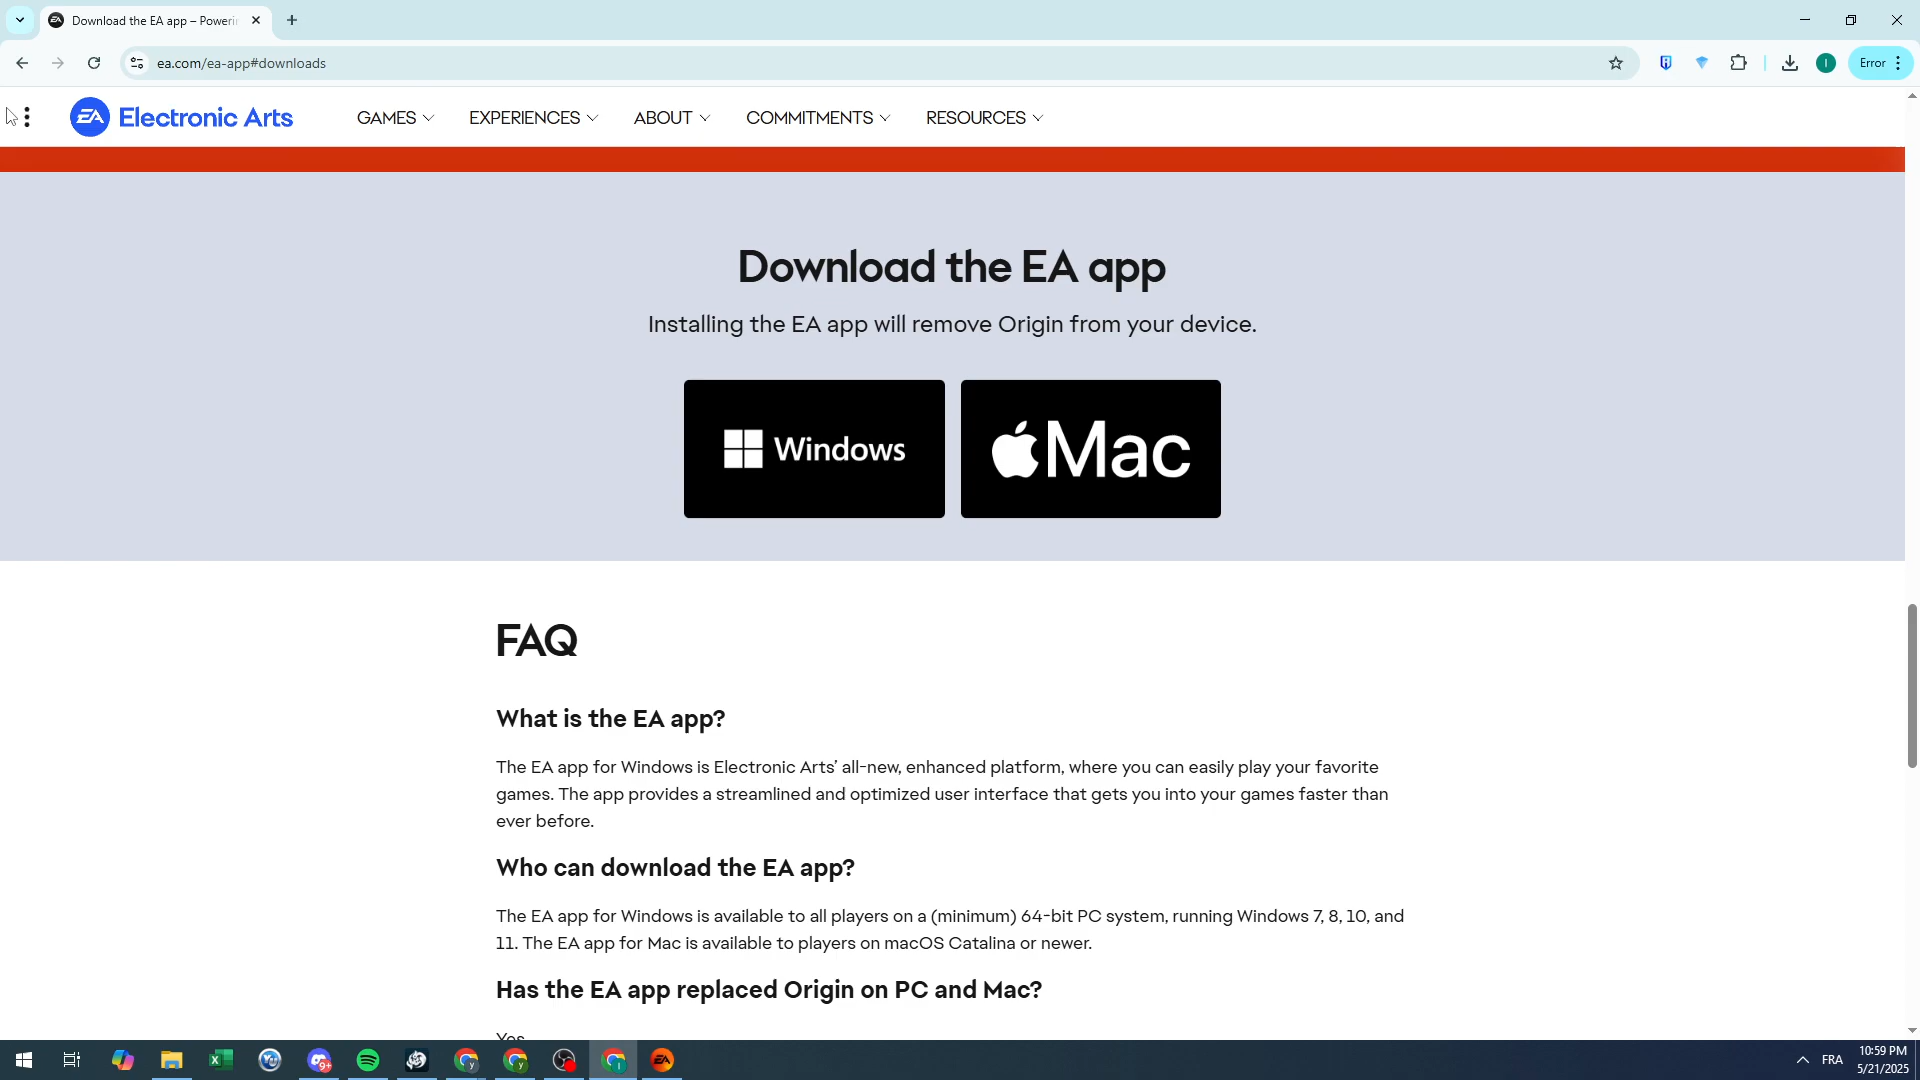 Download the EA app – Powerin
ea.com/ea-app#downloads
Error
EA Electronic Arts
GAMES
EXPERIENCES
ABOUT
COMMITMENTS
RESOURCES
Download the EA app
Installing the EA app will remove Origin from your device.
Windows
Mac
FAQ
What is the EA app?
The EA app for Windows is Electronic Arts’ all-new, enhanced platform, where you can easily play your favorite
games. The app provides a streamlined and optimized user interface that gets you into your games faster than
ever before.
Who can download the EA app?
The EA app for Windows is available to all players on a (minimum) 64-bit PC system, running Windows 7, 8, 10, and
11. The EA app for Mac is available to players on macOS Catalina or newer.
Has the EA app replaced Origin on PC and Mac?
Yes
9+
FRA
10:59 PM
5/21/2025